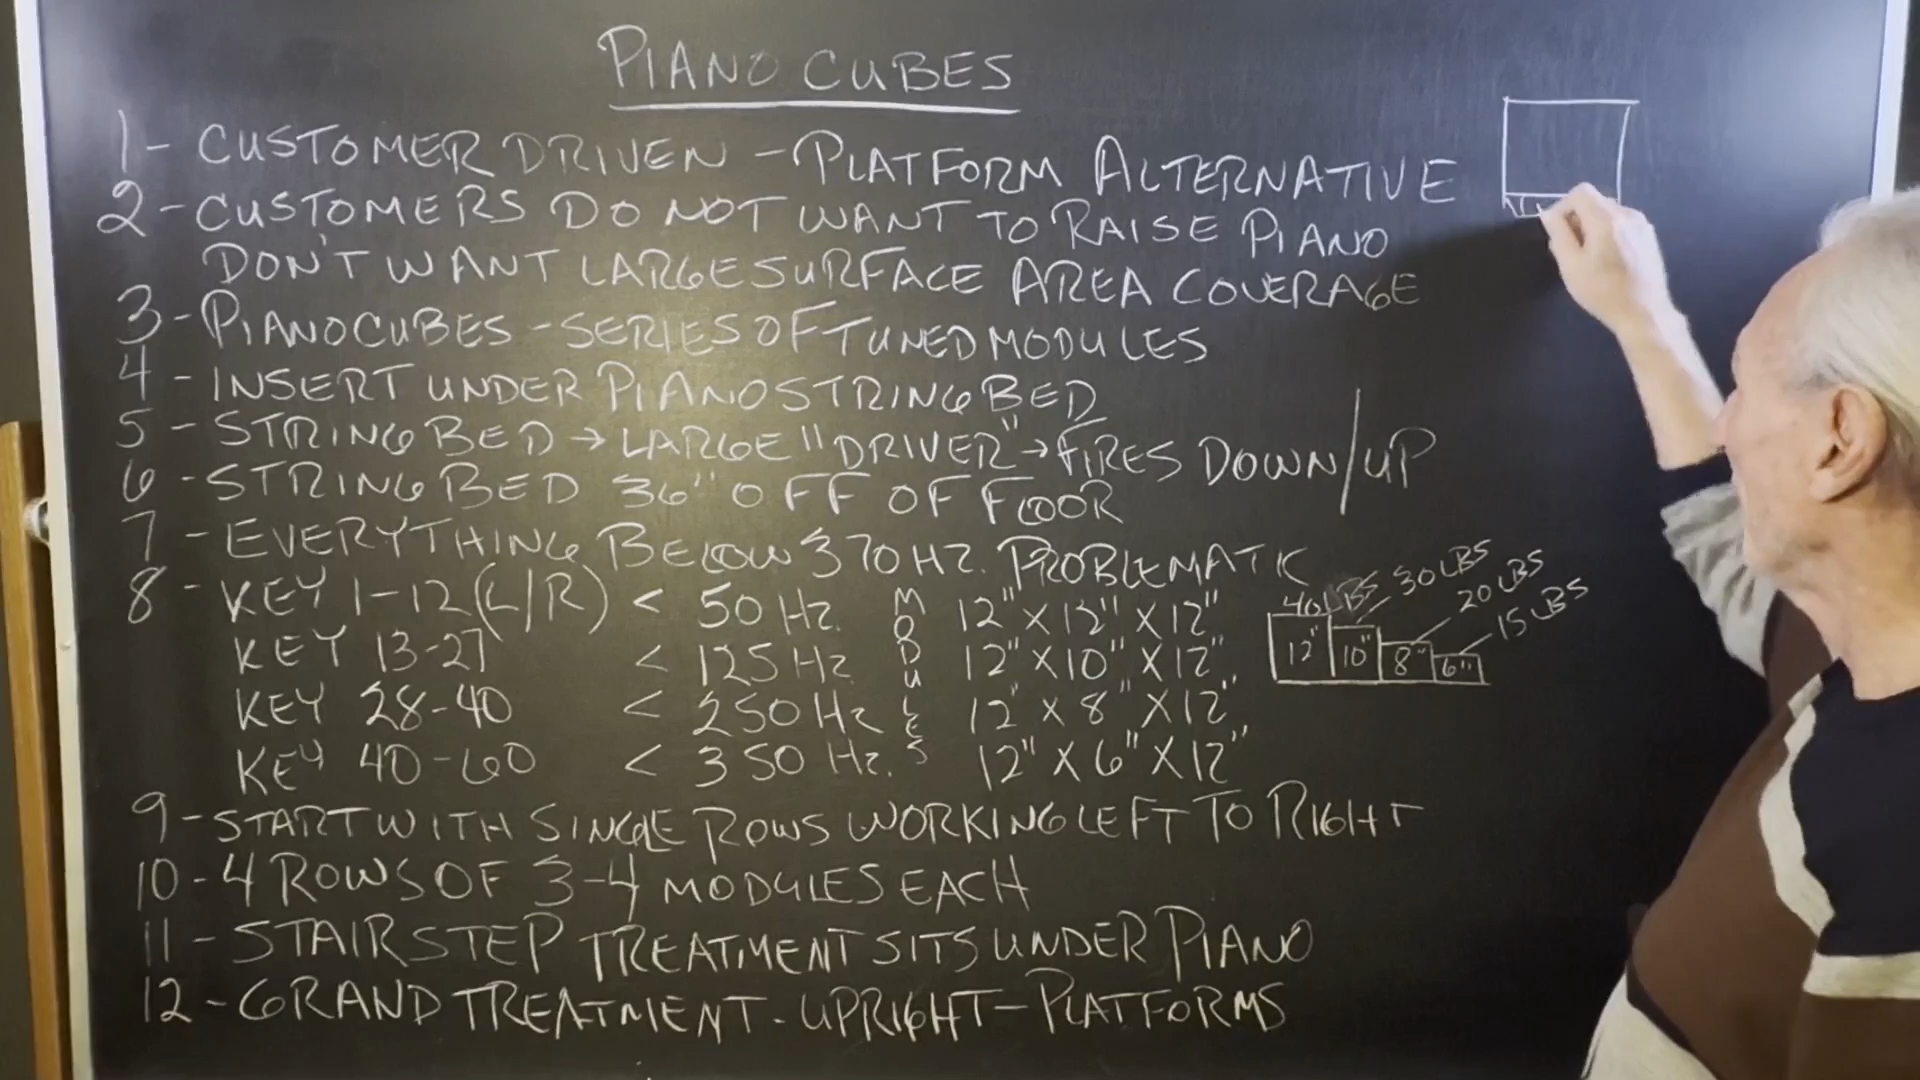 PIANO CUBES
1- CUSTOMER DRIVEN - PLATFORM ALTERNATIVE
2- CUSTOMERS DO NOT WANT TO RAISE PIANO
DON'T WANT LARGE SURFACE AREA COVERAGE
3- PIANO CUBES - SERIES OF TUNED MODULES
4- INSERT UNDER PIANO STRING BED
5- STRING BED → LARGE "DRIVER" → FIRES DOWN/UP
6- STRING BED 36" OFF OF FLOOR
7- EVERYTHING BELOW 370 HZ. PROBLEMATIC
8- KEY 1-12 (L/R) < 50 HZ. 12" X 12" X 12"
KEY 13-27 < 125 HZ 12" X 10" X 12"
KEY 28-40 < 250 HZ 12" X 8" X 12"
KEY 40-60 < 350 HZ. 12" X 6" X 12"
MODULES
40 LBS 30 LBS 20 LBS 15 LBS
12" 10" 8" 6"
9- START WITH SINGLE ROWS WORKING LEFT TO RIGHT
10- 4 ROWS OF 3-4 MODULES EACH
11- STAIRSTEP TREATMENT SITS UNDER PIANO
12- GRAND TREATMENT. UPRIGHT- PLATFORMS